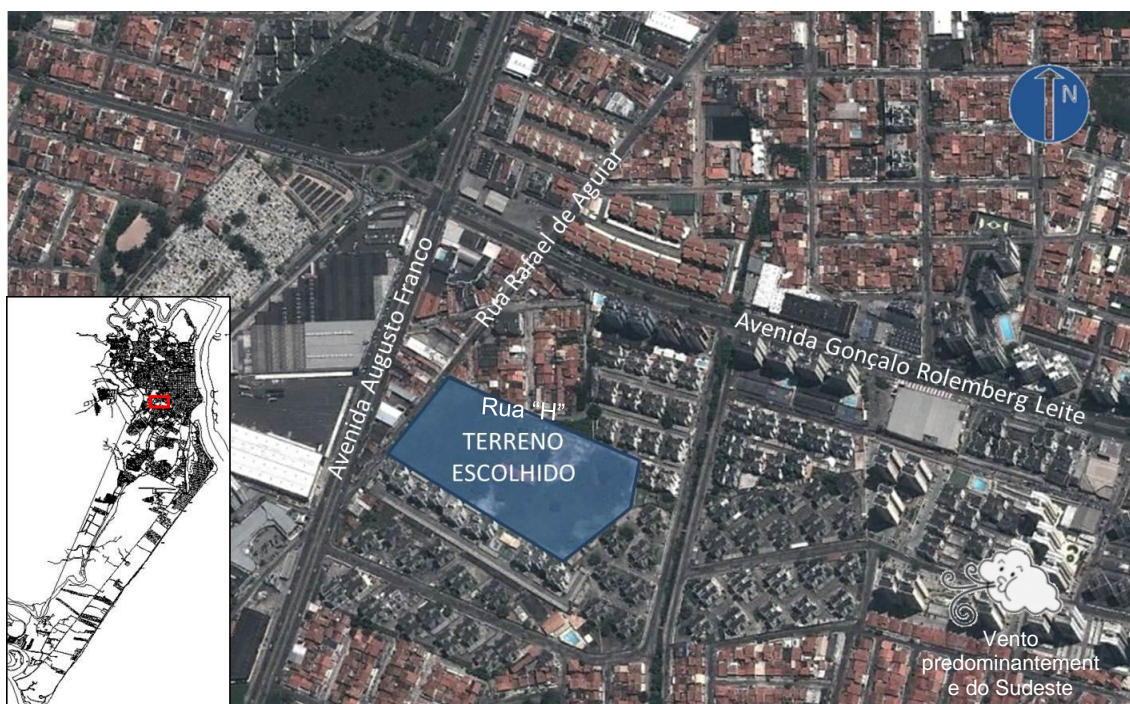 N
Rua Rafael de Aguiar
Avenida Augusto Franco
Avenida Gonçalo Rolemberg Leite
Rua "H"
TERRENO
ESCOLHIDO
Vento
predominantement
e do Sudeste